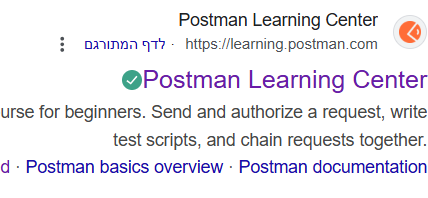 Postman Learning Center
https://learning.postman.com · לדף המתורגם
Postman Learning Center
urse for beginners. Send and authorize a request, write
test scripts, and chain requests together.
d · Postman basics overview · Postman documentation